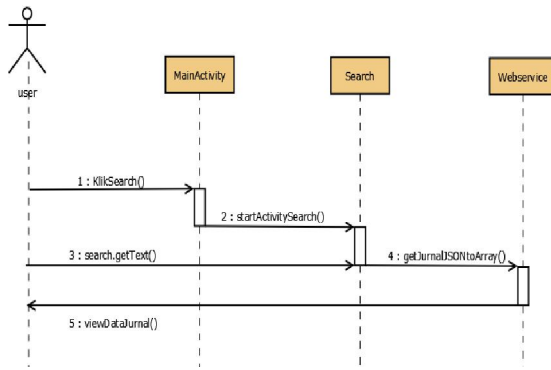 user
MainActivity
Search
Webservice
1 : KlikSearch()
2 : startActivitySearch()
3 : search.getText()
4 : getJurnalJSONtoArray()
5 : viewDataJurnal()